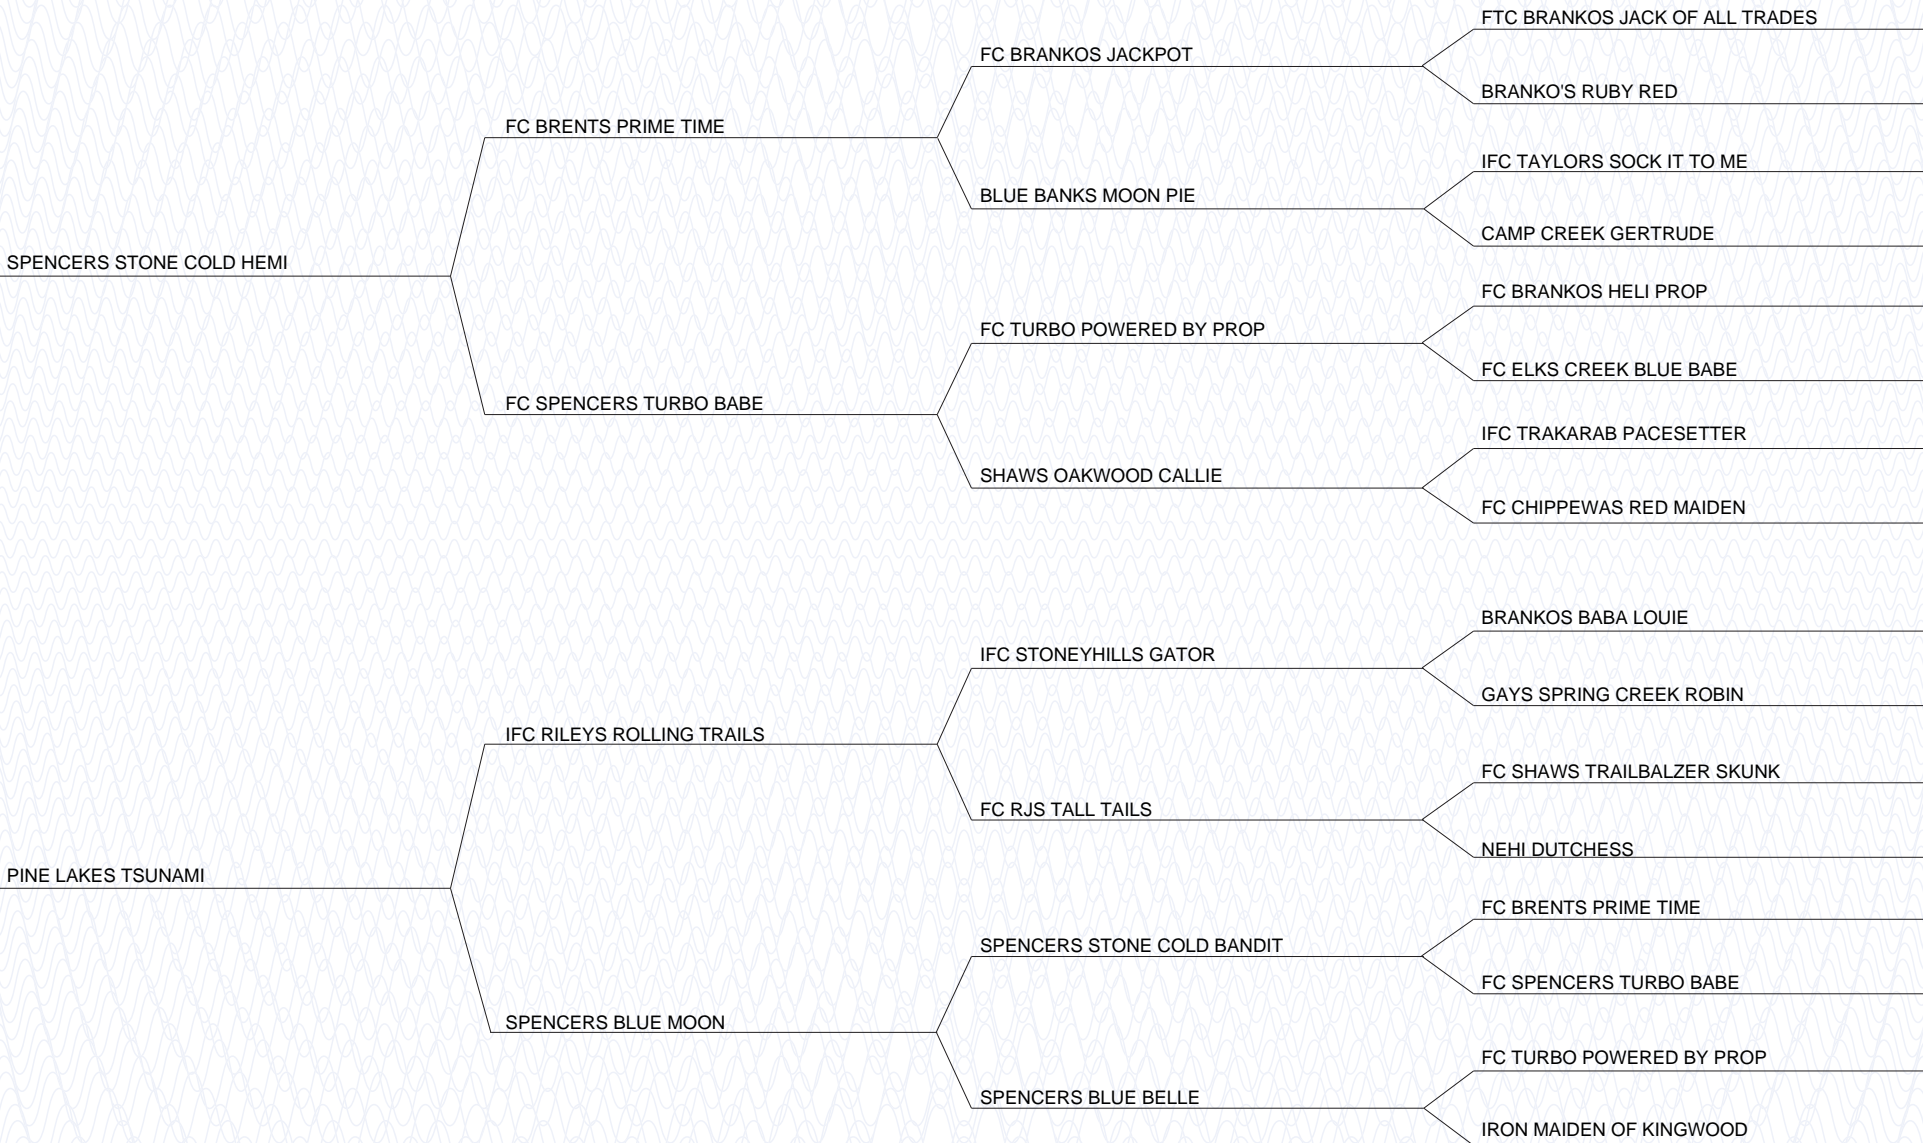 FTC BRANKOS JACK OF ALL TRADES
FC BRANKOS JACKPOT
BRANKO'S RUBY RED
FC BRENTS PRIME TIME
IFC TAYLORS SOCK IT TO ME
BLUE BANKS MOON PIE
CAMP CREEK GERTRUDE
SPENCERS STONE COLD HEMI
FC BRANKOS HELI PROP
FC TURBO POWERED BY PROP
FC ELKS CREEK BLUE BABE
FC SPENCERS TURBO BABE
IFC TRAKARAB PACESETTER
SHAWS OAKWOOD CALLIE
FC CHIPPEWAS RED MAIDEN
BRANKOS BABA LOUIE
IFC STONEYHILLS GATOR
GAYS SPRING CREEK ROBIN
IFC RILEYS ROLLING TRAILS
FC SHAWS TRAILBALZER SKUNK
FC RJS TALL TAILS
NEHI DUTCHESS
PINE LAKES TSUNAMI
FC BRENTS PRIME TIME
SPENCERS STONE COLD BANDIT
FC SPENCERS TURBO BABE
SPENCERS BLUE MOON
FC TURBO POWERED BY PROP
SPENCERS BLUE BELLE
IRON MAIDEN OF KINGWOOD